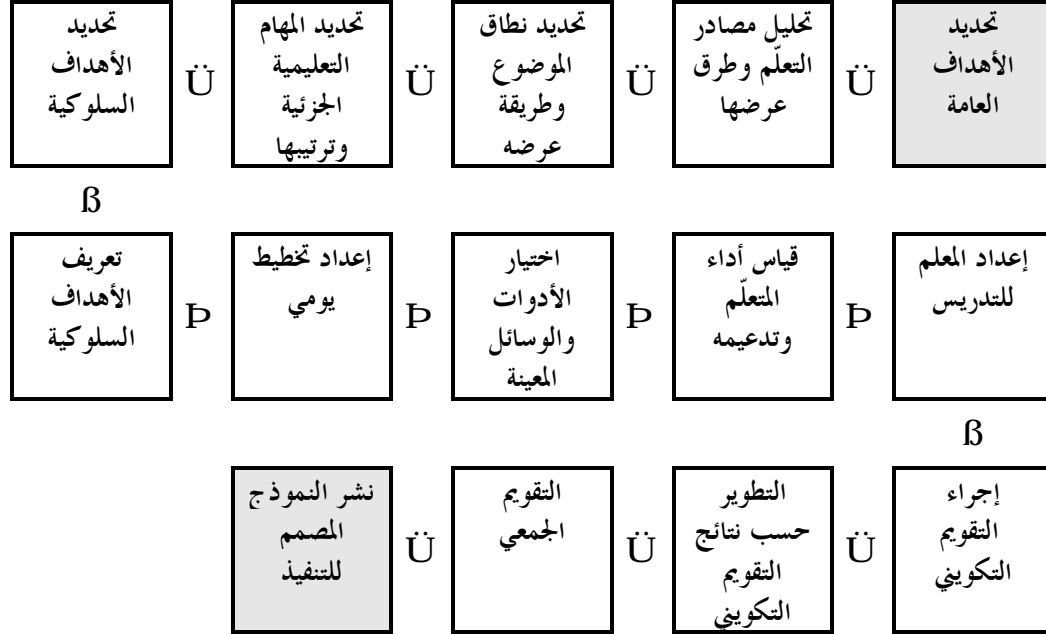 تحديد
الأهداف
العامة
Ü
تحليل مصادر
التعلّم وطرق
عرضها
Ü
تحديد نطاق
الموضوع
وطريقة
عرضه
Ü
تحديد المهام
التعليمية
الجزئية
وترتيبها
Ü
تحديد
الأهداف
السلوكية
ß
تعريف
الأهداف
السلوكية
Þ
إعداد تخطيط
يومي
Þ
اختيار
الأدوات
والوسائل
المعينة
Þ
قياس أداء
المتعلّم
وتدعيمه
Þ
إعداد المعلم
للتدريس
ß
إجراء
التقويم
التكويني
Ü
التطوير
حسب نتائج
التقويم
التكويني
Ü
التقويم
الجمعي
Ü
نشر النموذج
المصمم
للتنفيذ